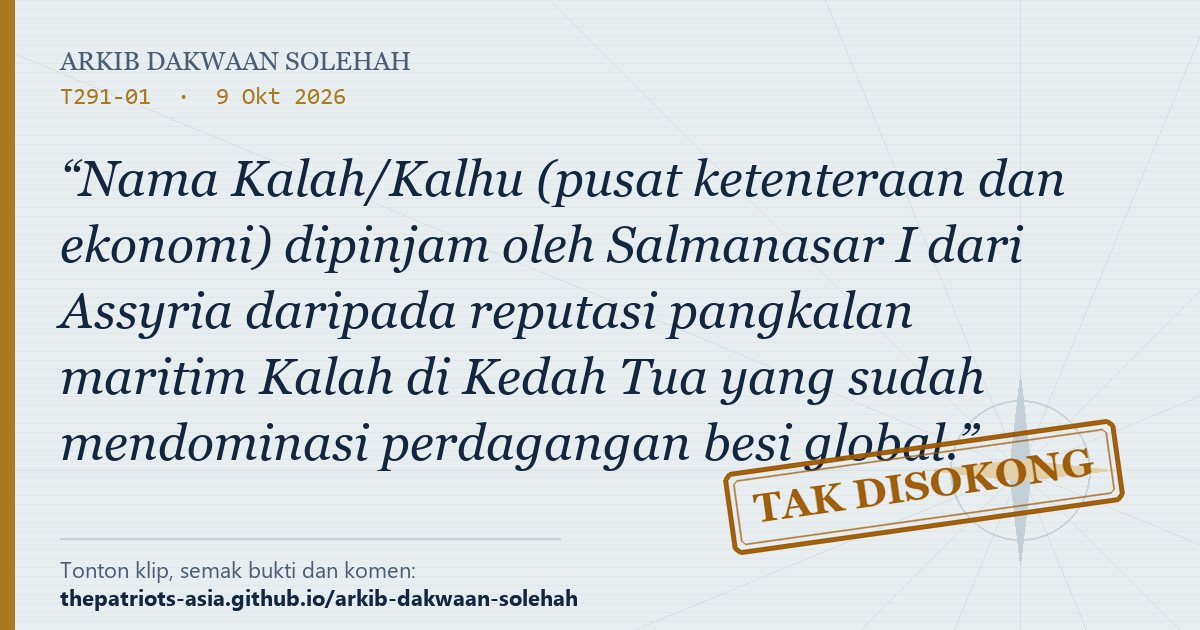 ARKIB DAKWAAN SOLEHAH
T291-01 · 9 Okt 2026
“Nama Kalah/Kalhu (pusat ketenteraan dan
ekonomi) dipinjam oleh Salmanasar I dari
Assyria daripada reputasi pangkalan
maritim Kalah di Kedah Tua yang sudah
mendominasi perdagangan besi global.”
TAK DISOKONG
Tonton klip, semak bukti dan komen:
thepatriots-asia.github.io/arkib-dakwaan-solehah